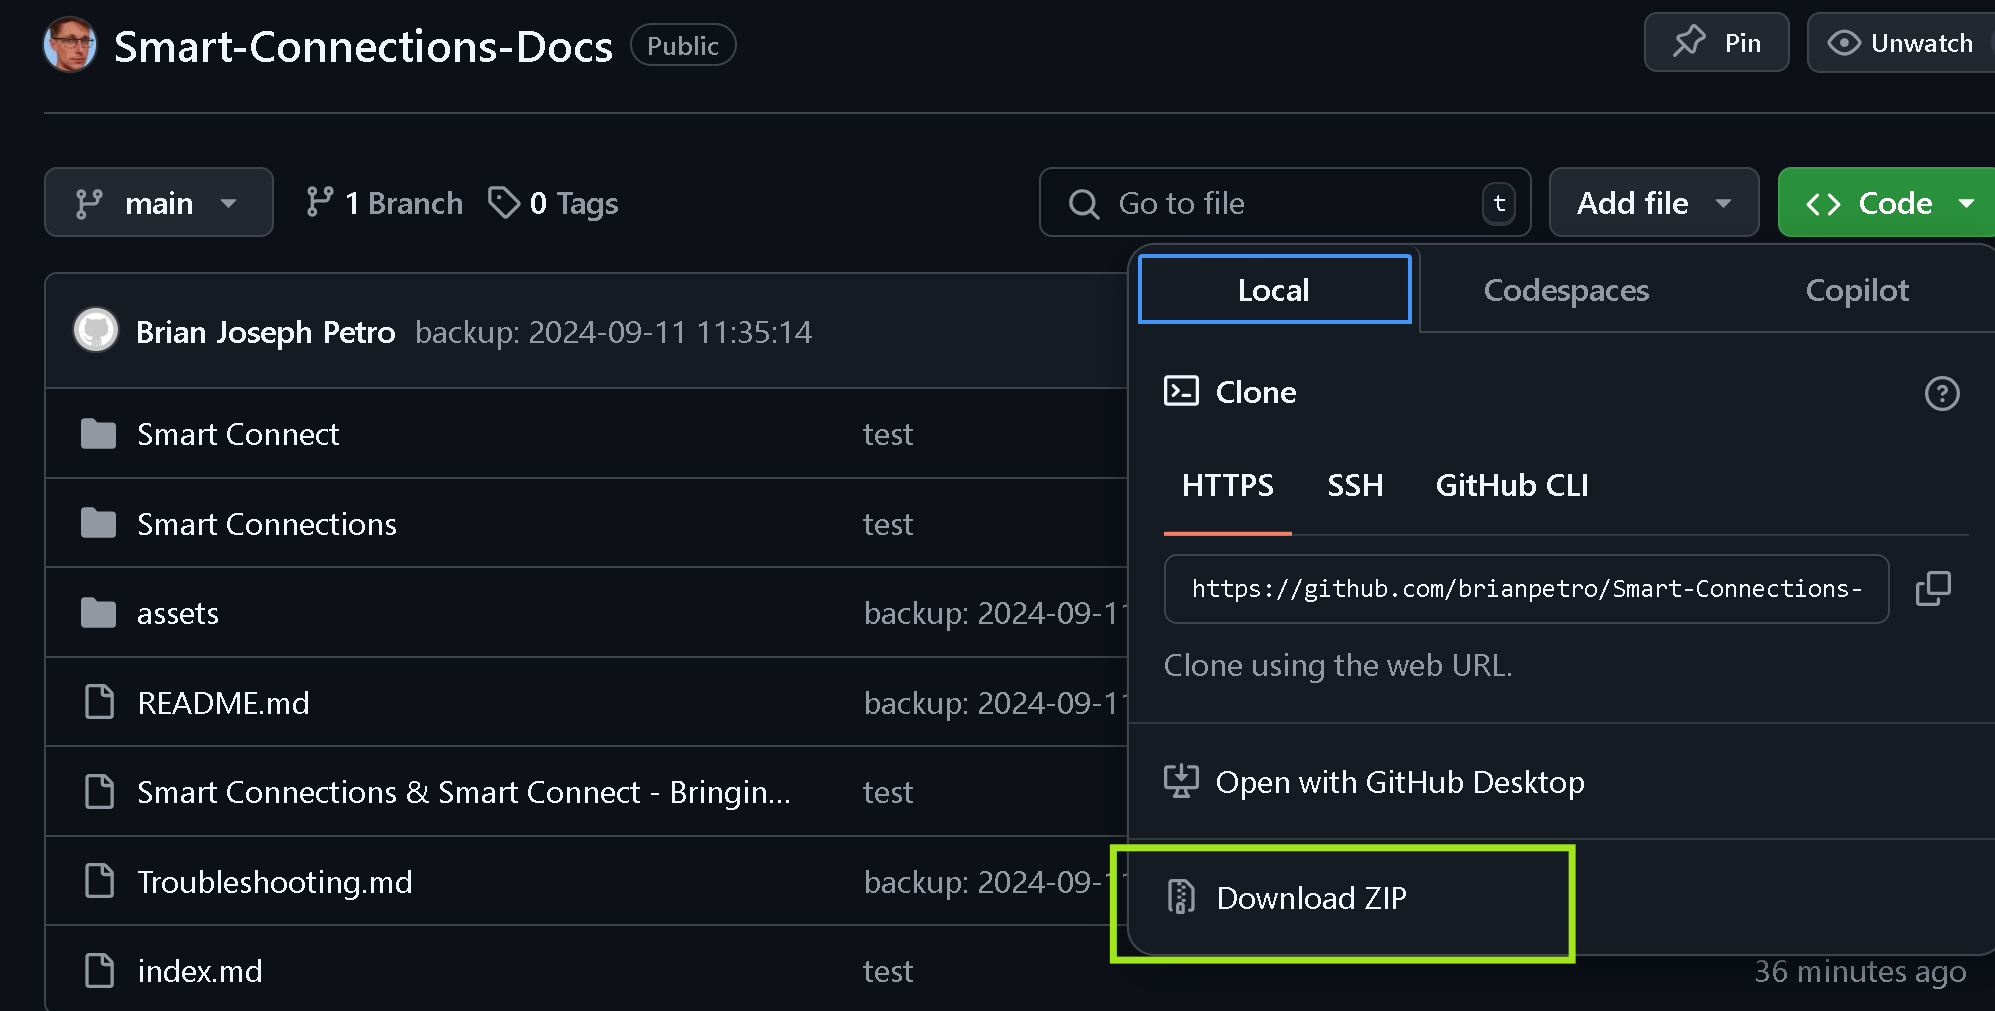 Smart-Connections-Docs Public Pin Unwatch
main 1 Branch 0 Tags Go to file t Add file <> Code
Local Codespaces Copilot
Brian Joseph Petro backup: 2024-09-11 11:35:14
Clone
Smart Connect test
HTTPS SSH GitHub CLI
Smart Connections test
https://github.com/brianpetro/Smart-Connections-
assets backup: 2024-09-11
Clone using the web URL.
README.md backup: 2024-09-11
Open with GitHub Desktop
Smart Connections & Smart Connect - Bringin... test
Troubleshooting.md backup: 2024-09-1
Download ZIP
index.md test 36 minutes ago